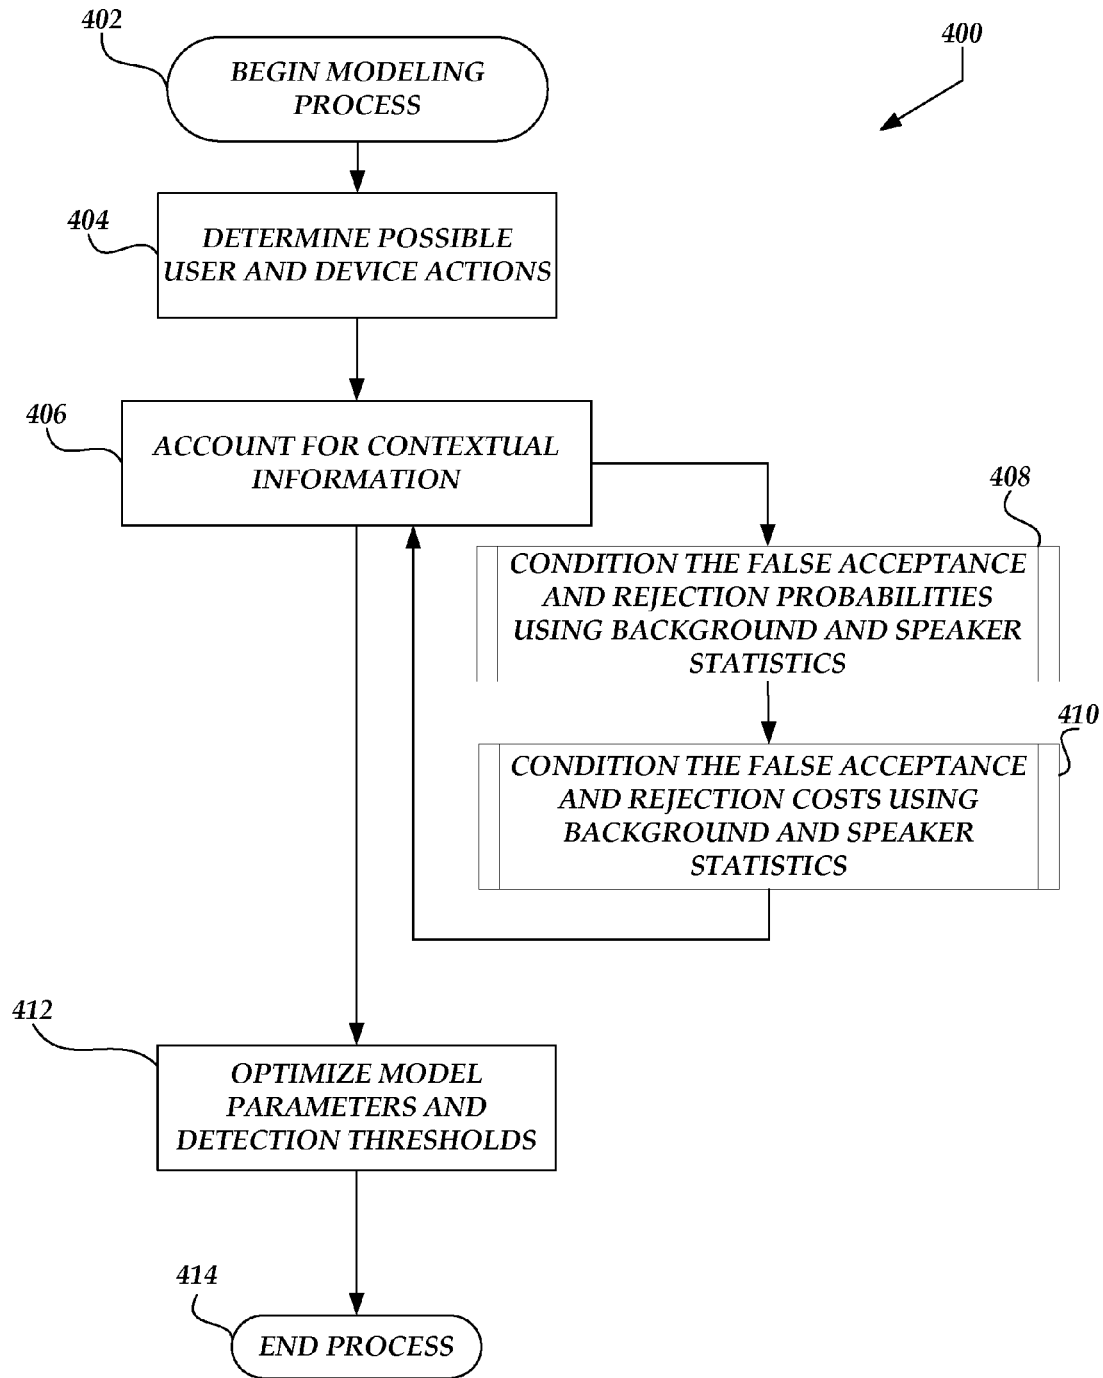 402
400
BEGIN MODELING
PROCESS
404
DETERMINE POSSIBLE
USER AND DEVICE ACTIONS
406
ACCOUNT FOR CONTEXTUAL
INFORMATION
408
CONDITION THE FALSE ACCEPTANCE
AND REJECTION PROBABILITIES
USING BACKGROUND AND SPEAKER
STATISTICS
410
CONDITION THE FALSE ACCEPTANCE
AND REJECTION COSTS USING
BACKGROUND AND SPEAKER
STATISTICS
412
OPTIMIZE MODEL
PARAMETERS AND
DETECTION THRESHOLDS
414
END PROCESS